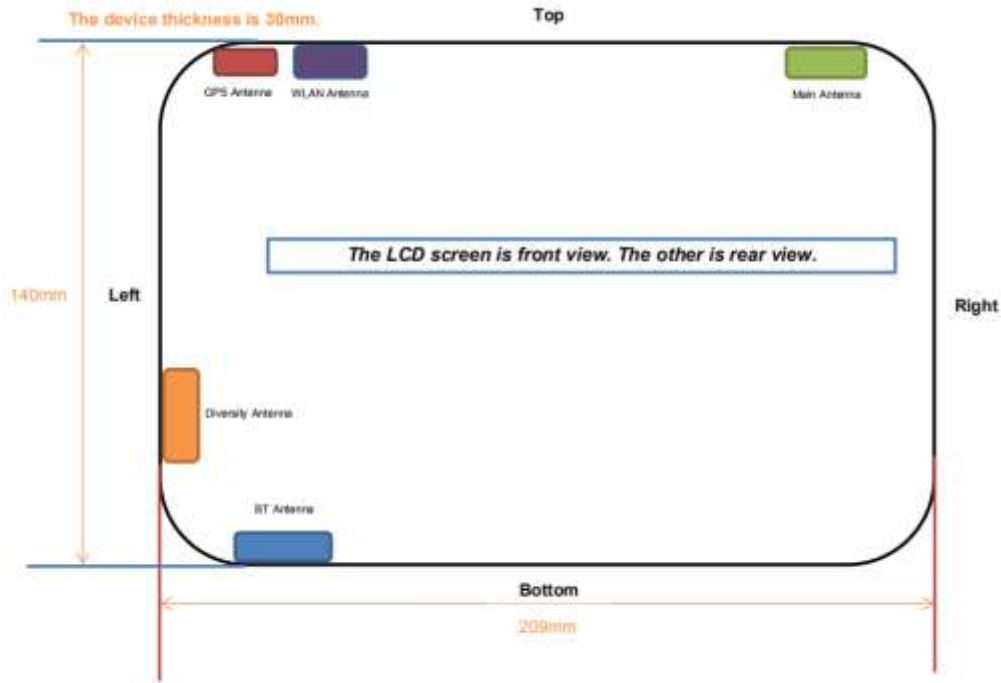 The device thickness is 30mm.
Top
GPS Antenna
WLAN Antenna
Main Antenna
The LCD screen is front view. The other is rear view.
140mm
Left
Right
Diversity Antenna
BT Antenna
Bottom
209mm